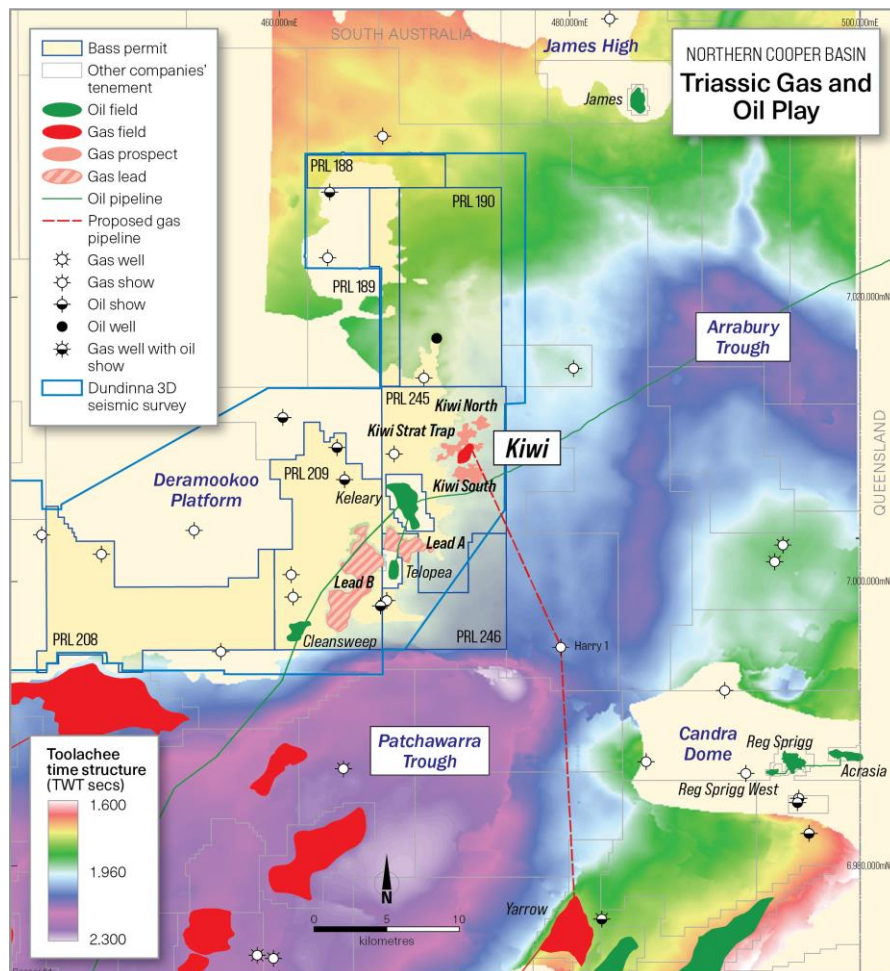 460,000mE
480,000mE
500,000mE
SOUTH AUSTRALIA
James High
NORTHERN COOPER BASIN
Triassic Gas and
Oil Play
Bass permit
Other companies'
tenement
Oil field
Gas field
Gas prospect
Gas lead
Oil pipeline
Proposed gas
pipeline
Gas well
Gas show
Oil show
Oil well
Gas well with oil
show
Dundinna 3D
seismic survey
James
PRL 188
PRL 190
PRL 189
7,020,000mN
Arrabury
Trough
PRL 245
Kiwi North
Kiwi Strat Trap
Kiwi
Kiwi South
QUEENSLAND
PRL 209
Deramookoo
Platform
Keleary
Lead A
Telopea
Lead B
7,000,000mN
Cleansweep
PRL 208
PRL 246
Harry 1
Toolachee
time structure
(TWT secs)
1.600
1.960
2.300
Patchawarra
Trough
Candra
Dome
Reg Sprigg
Acrasia
Reg Sprigg West
6,980,000mN
N
Yarrow
0 5 10
kilometres